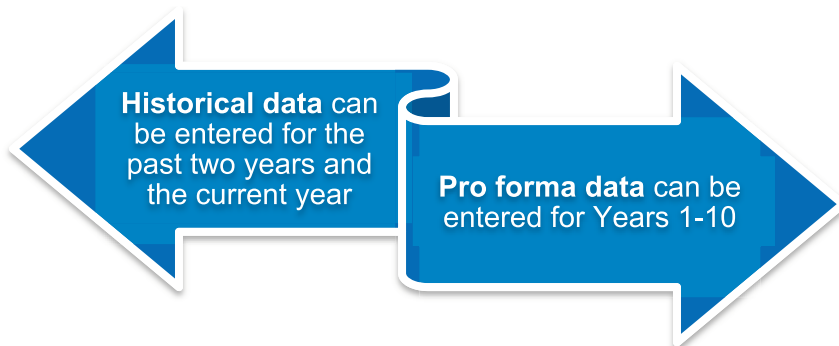 Historical data can
be entered for the
past two years and
the current year
Pro forma data can be
entered for Years 1-10